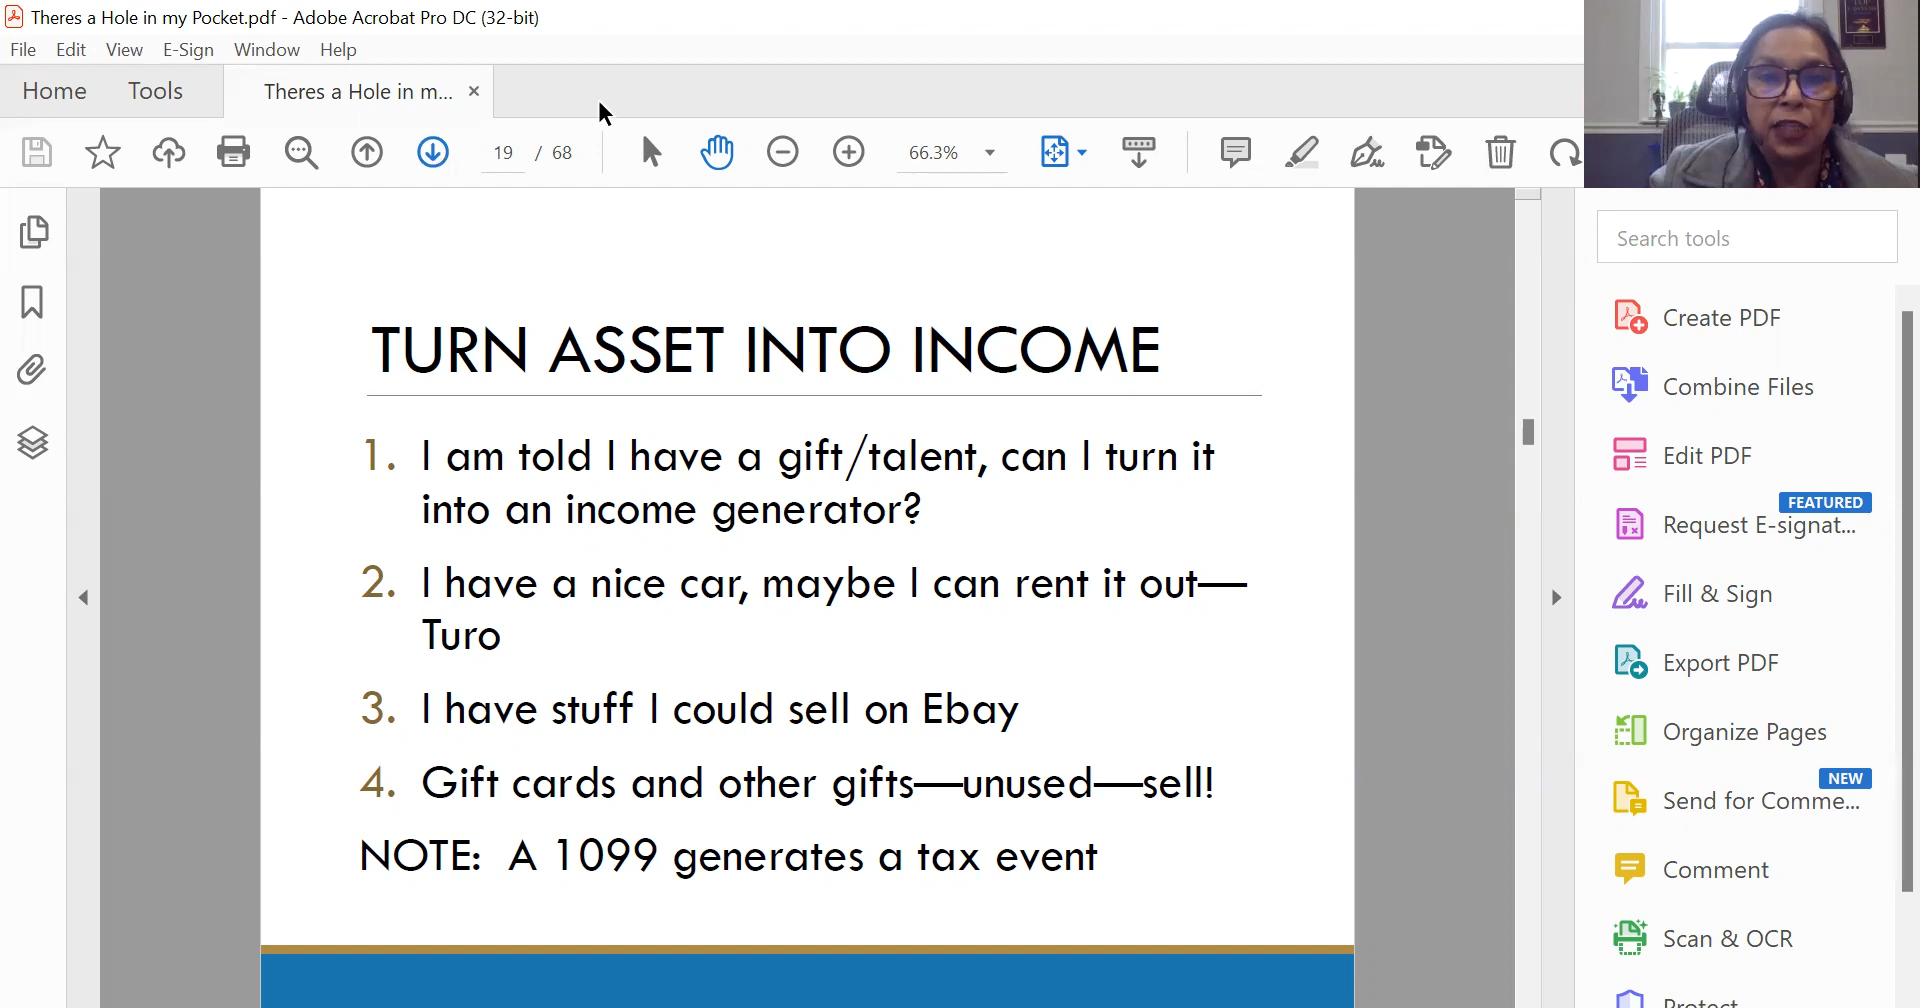 Theres a Hole in my Pocket.pdf - Adobe Acrobat Pro DC (32-bit)
File Edit View E-Sign Window Help
Home Tools Theres a Hole in m... ×
19 / 68 66.3%
TURN ASSET INTO INCOME
1. I am told I have a gift/talent, can I turn it
into an income generator?
2. I have a nice car, maybe I can rent it out—
Turo
3. I have stuff I could sell on Ebay
4. Gift cards and other gifts—unused—sell!
NOTE: A 1099 generates a tax event
Search tools
Create PDF
Combine Files
Edit PDF
FEATURED
Request E-signat...
Fill & Sign
Export PDF
Organize Pages
NEW
Send for Comme...
Comment
Scan & OCR
Protect